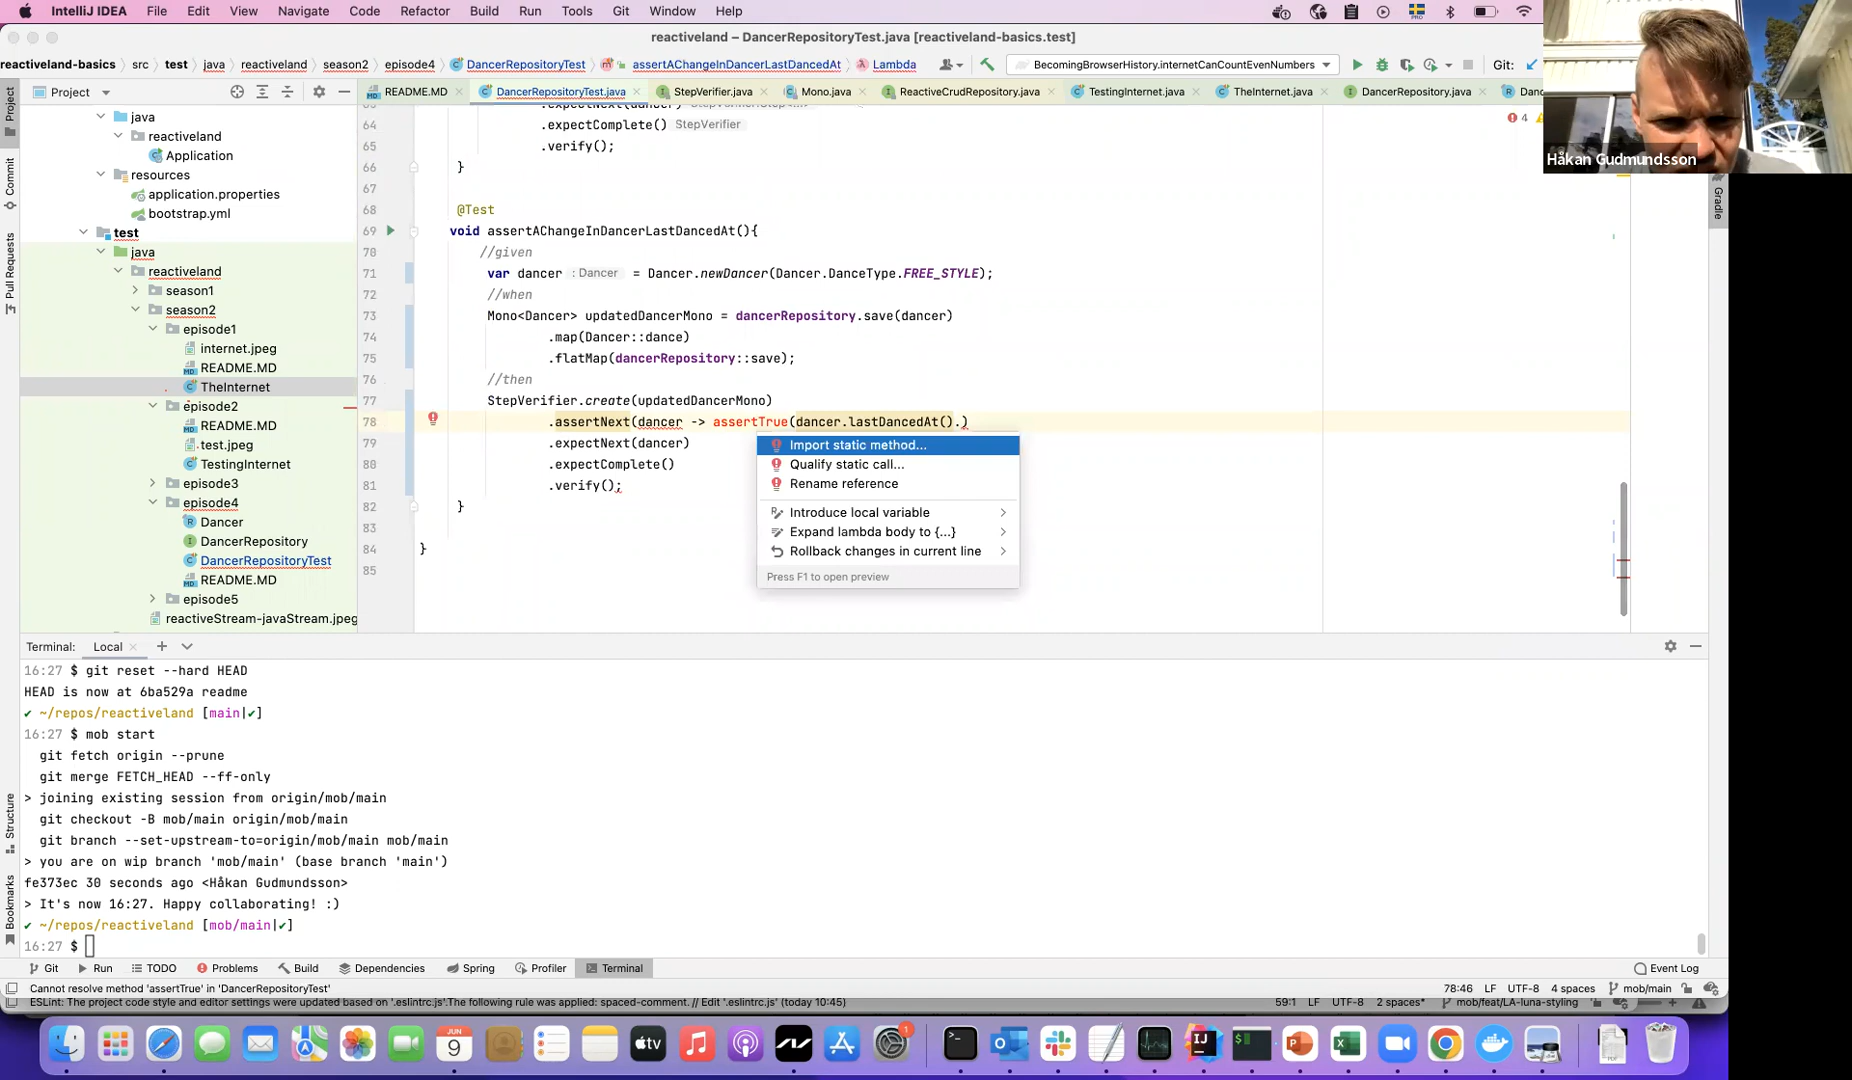 IntelliJ IDEA File Edit View Navigate Code Refactor Build Run Tools Git Window Help
reactiveland – DancerRepositoryTest.java [reactiveland-basics.test]
reactiveland-basics src test java reactiveland season2 episode4 DancerRepositoryTest assertAChangeInDancerLastDancedAt Lambda BecomingBrowserHistory.internetCanCountEvenNumbers Git:
Project README.MD DancerRepositoryTest.java StepVerifier.java Mono.java ReactiveCrudRepository.java TestingInternet.java TheInternet.java DancerRepository.java
Håkan Gudmundsson
Project
Commit
Pull Requests
Structure
Bookmarks
Gradle
java
reactiveland
Application
resources
application.properties
bootstrap.yml
test
java
reactiveland
season1
season2
episode1
internet.jpeg
README.MD
TheInternet
episode2
README.MD
test.jpeg
TestingInternet
episode3
episode4
Dancer
DancerRepository
DancerRepositoryTest
README.MD
episode5
reactiveStream-javaStream.jpeg
4
64 .expectComplete() StepVerifier
65 .verify();
66 }
67
68 @Test
69 void assertAChangeInDancerLastDancedAt(){
70 //given
71 var dancer : Dancer = Dancer.newDancer(Dancer.DanceType.FREE_STYLE);
72 //when
73 Mono<Dancer> updatedDancerMono = dancerRepository.save(dancer)
74 .map(Dancer::dance)
75 .flatMap(dancerRepository::save);
76 //then
77 StepVerifier.create(updatedDancerMono)
78 .assertNext(dancer -> assertTrue(dancer.lastDancedAt().)
79 .expectNext(dancer)
80 .expectComplete()
81 .verify();
82 }
83
84 }
85
Import static method...
Qualify static call...
Rename reference
Introduce local variable
Expand lambda body to {...}
Rollback changes in current line
Press F1 to open preview
Terminal: Local
16:27 $ git reset --hard HEAD
HEAD is now at 6ba529a readme
✔ ~/repos/reactiveland [main|✔]
16:27 $ mob start
git fetch origin --prune
git merge FETCH_HEAD --ff-only
> joining existing session from origin/mob/main
git checkout -B mob/main origin/mob/main
git branch --set-upstream-to=origin/mob/main mob/main
> you are on wip branch 'mob/main' (base branch 'main')
fe373ec 30 seconds ago <Håkan Gudmundsson>
> It's now 16:27. Happy collaborating! :)
✔ ~/repos/reactiveland [mob/main|✔]
16:27 $
Git Run TODO Problems Build Dependencies Spring Profiler Terminal Event Log
Cannot resolve method 'assertTrue' in 'DancerRepositoryTest' 78:46 LF UTF-8 4 spaces mob/main
ESLint: The project code style and editor settings were updated based on '.eslintrc.js'.The following rule was applied: spaced-comment. // Edit '.eslintrc.js' (today 10:45) 59:1 LF UTF-8 2 spaces* mob/feat/LA-luna-styling
JUN
9
tv
1